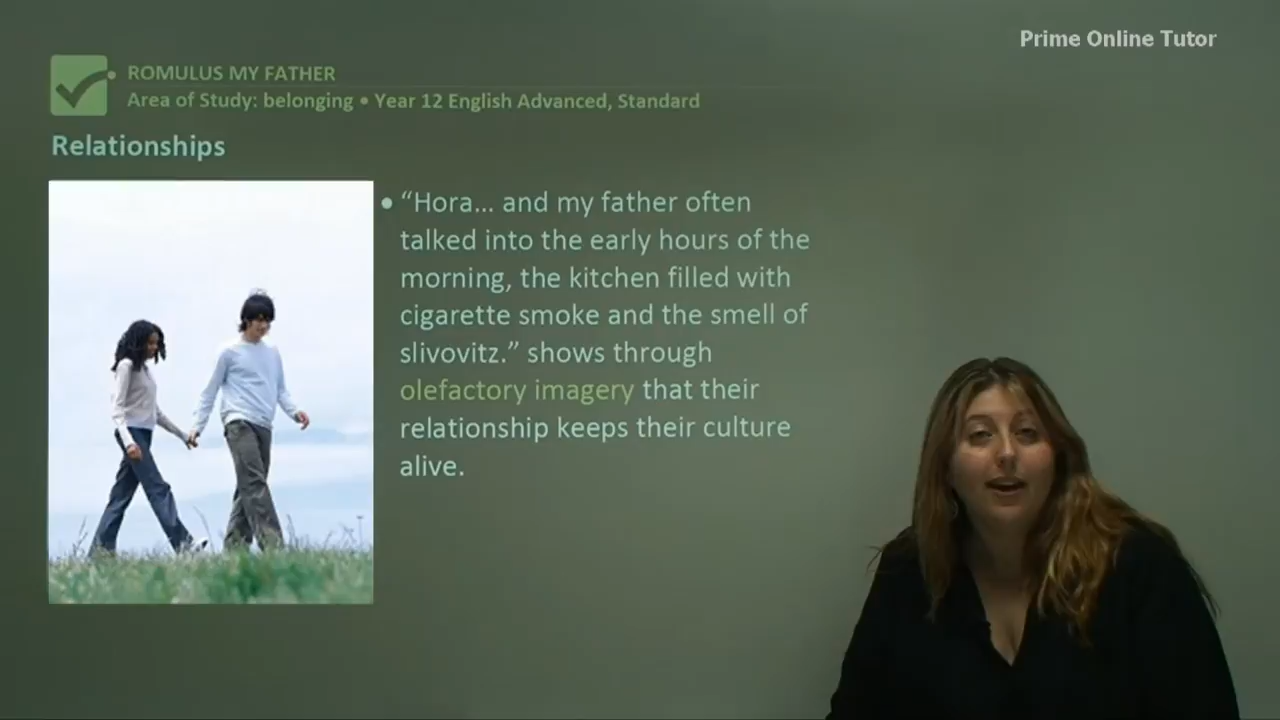 Prime Online Tutor
ROMULUS MY FATHER
Area of Study: belonging • Year 12 English Advanced, Standard
Relationships
• “Hora... and my father often
talked into the early hours of the
morning, the kitchen filled with
cigarette smoke and the smell of
slivovitz.” shows through
olefactory imagery that their
relationship keeps their culture
alive.